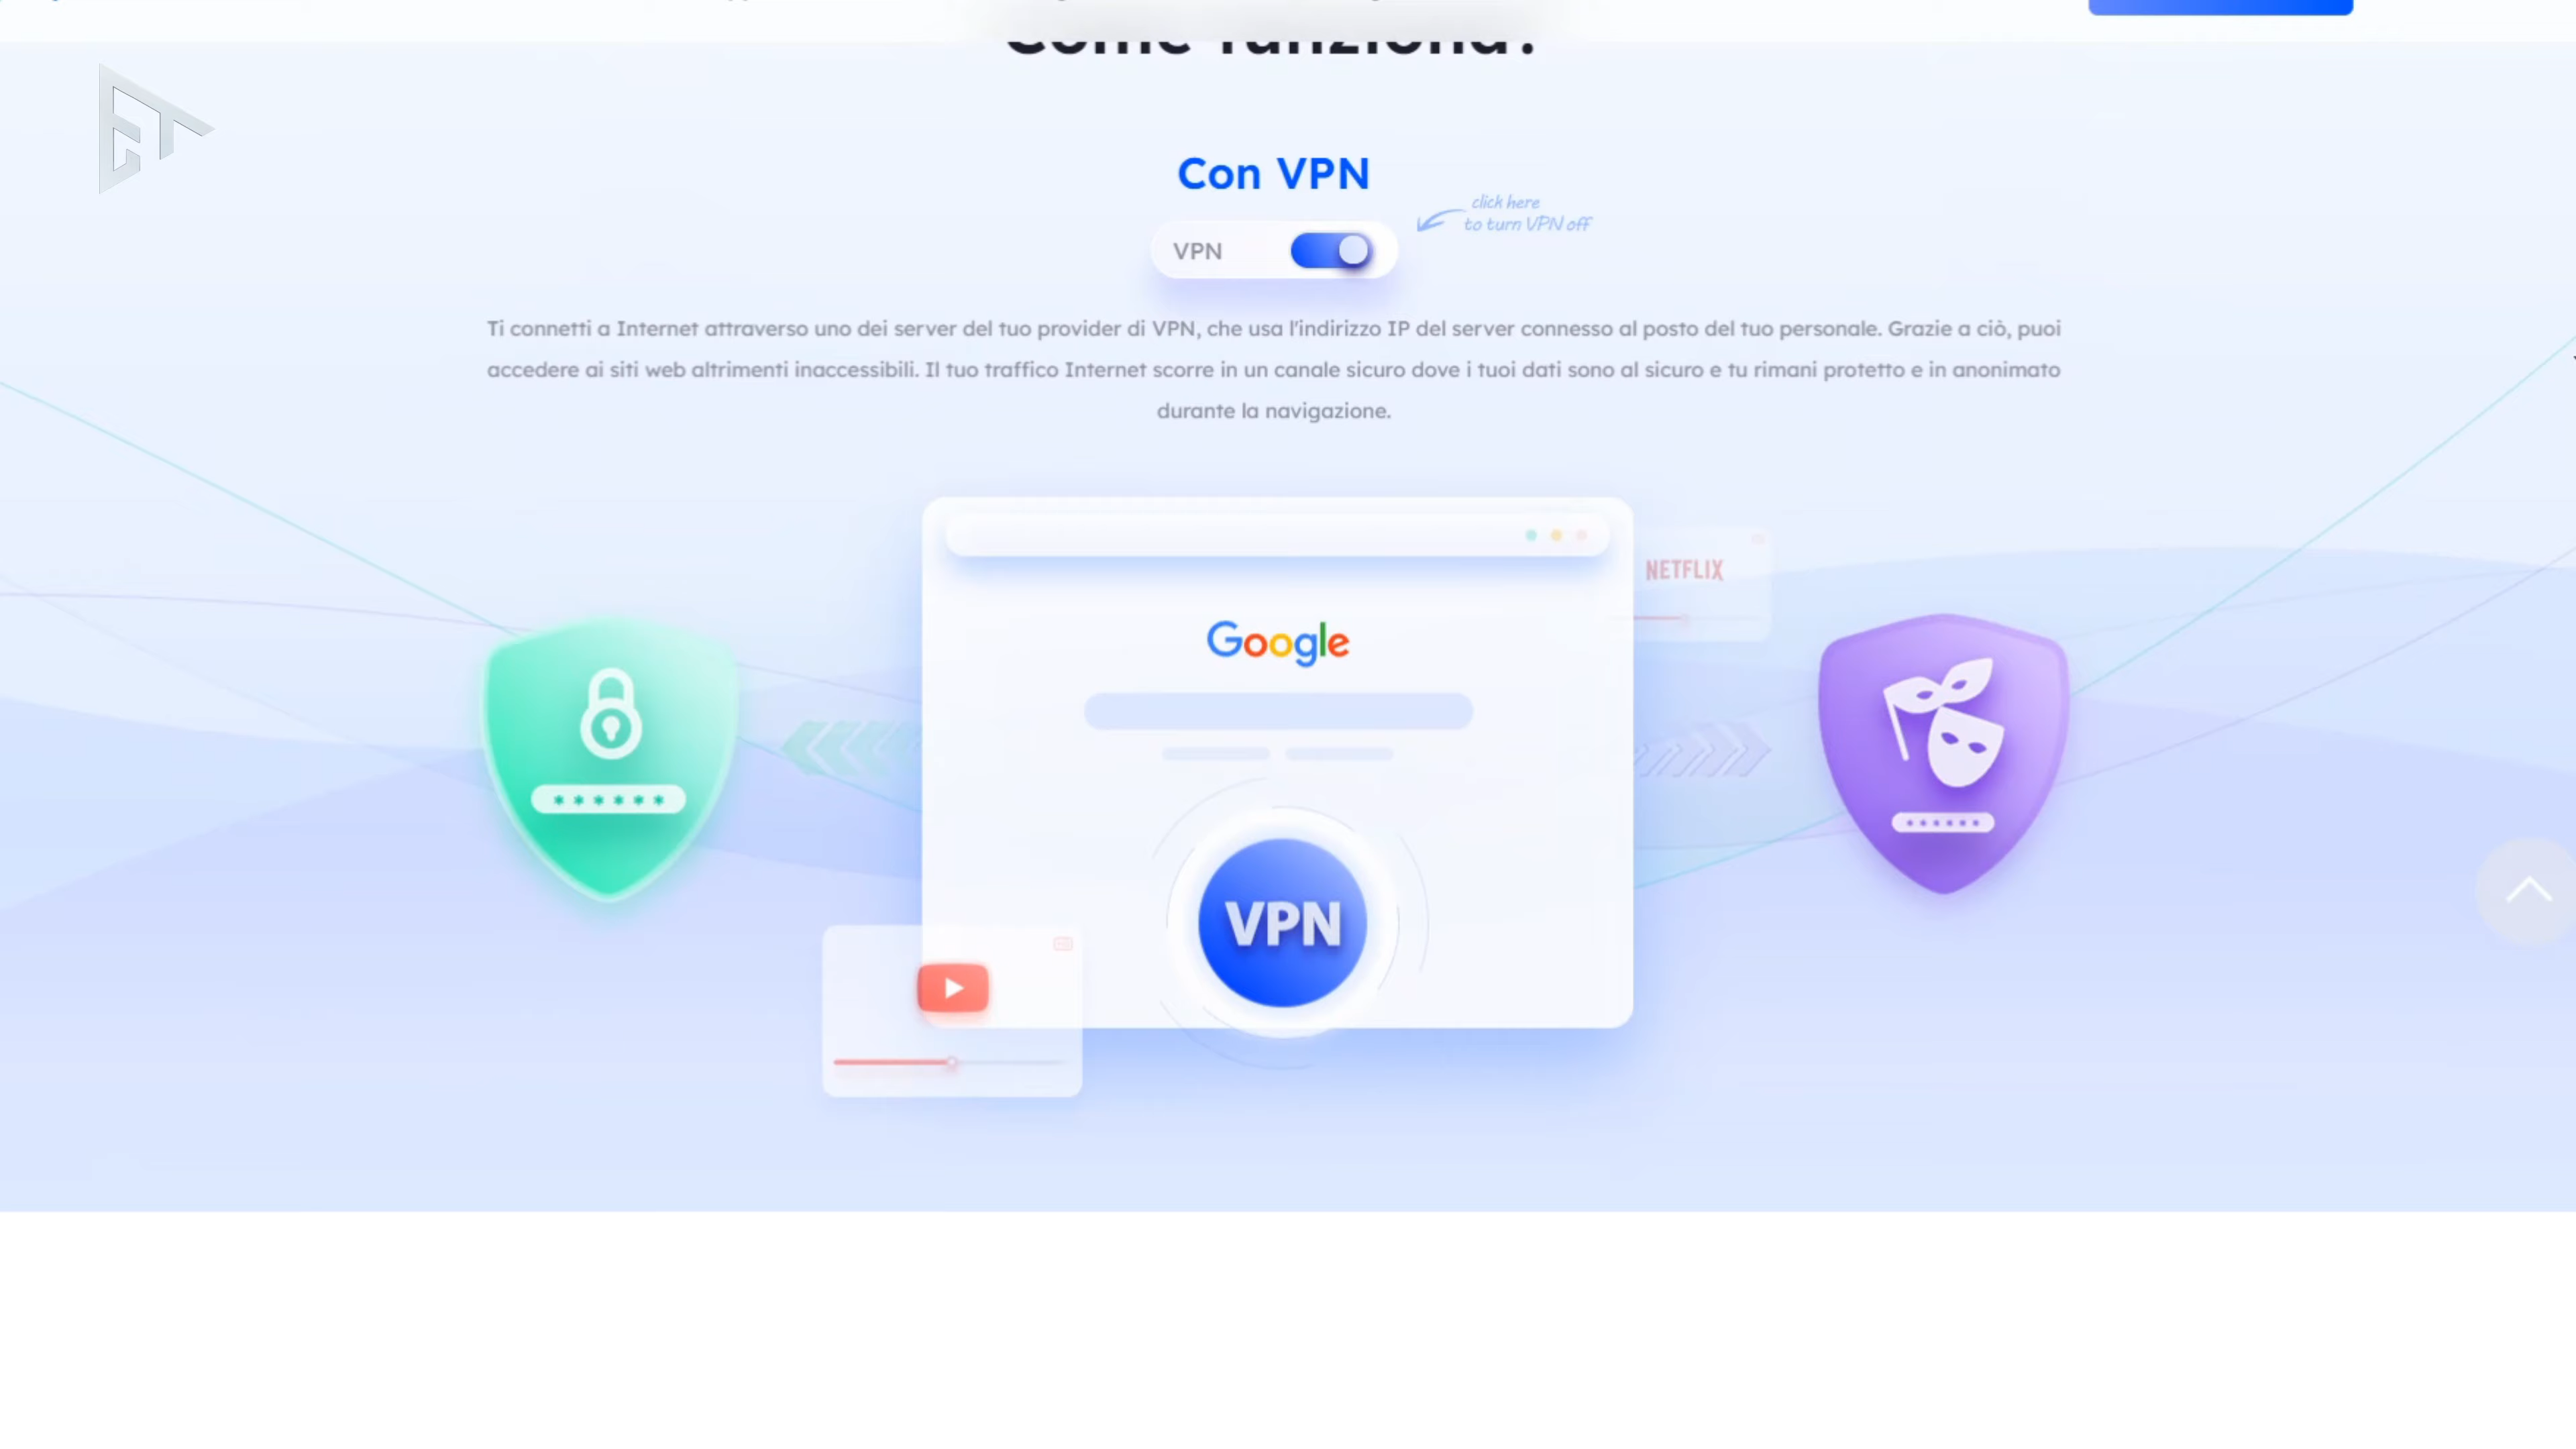 Come funziona?
Con VPN
click here
to turn VPN off
VPN
Ti connetti a Internet attraverso uno dei server del tuo provider di VPN, che usa l'indirizzo IP del server connesso al posto del tuo personale. Grazie a ciò, puoi
accedere ai siti web altrimenti inaccessibili. Il tuo traffico Internet scorre in un canale sicuro dove i tuoi dati sono al sicuro e tu rimani protetto e in anonimato
durante la navigazione.
NETFLIX
Google
******
******
VPN